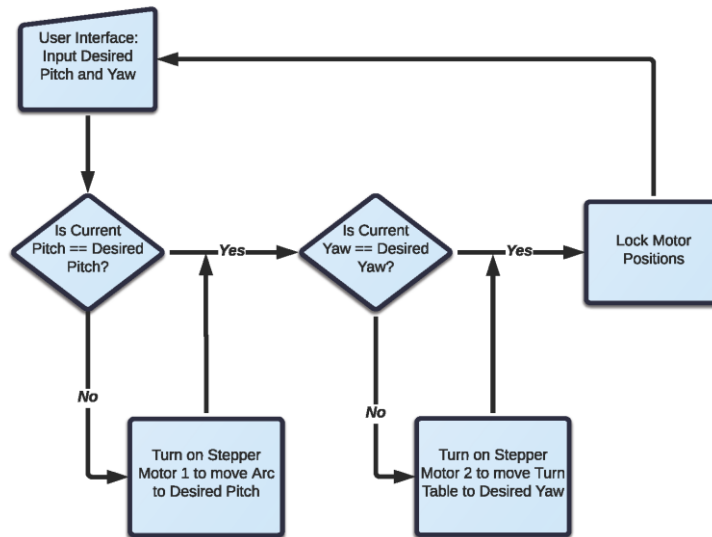 User Interface:
Input Desired
Pitch and Yaw
Is Current
Pitch == Desired
Pitch?
Yes
Is Current
Yaw == Desired
Yaw?
Yes
Lock Motor
Positions
No
Turn on Stepper
Motor 1 to move Arc
to Desired Pitch
No
Turn on Stepper
Motor 2 to move Turn
Table to Desired Yaw